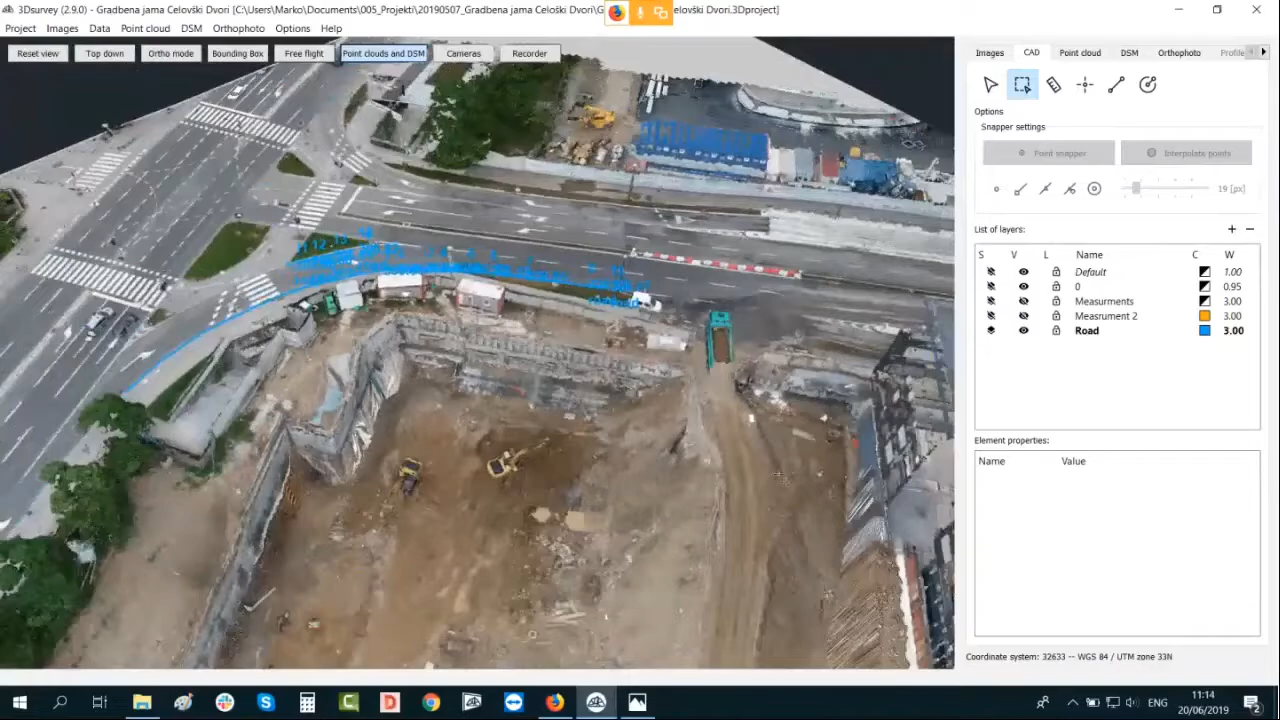 3Dsurvey (2.9.0) - Gradbena jama Celovški Dvori [C:\Users\Marko\Documents\005_Projekti\20190507_Gradbena jama Celoški Dvori\G elovški Dvori.3Dproject]
Project Images Data Point cloud DSM Orthophoto Options Help
Reset view Top down Ortho mode Bounding Box Free flight Point clouds and DSM Cameras Recorder
Images CAD Point cloud DSM Orthophoto Profile
Options
Snapper settings
Point snapper Interpolate points
19 [px]
List of layers: + −
S V L Name C W
Default 1.00
0 0.95
Measurments 3.00
Measurment 2 3.00
Road 3.00
Element properties:
Name Value
Coordinate system: 32633 -- WGS 84 / UTM zone 33N
ENG
11:14
20/06/2019
2